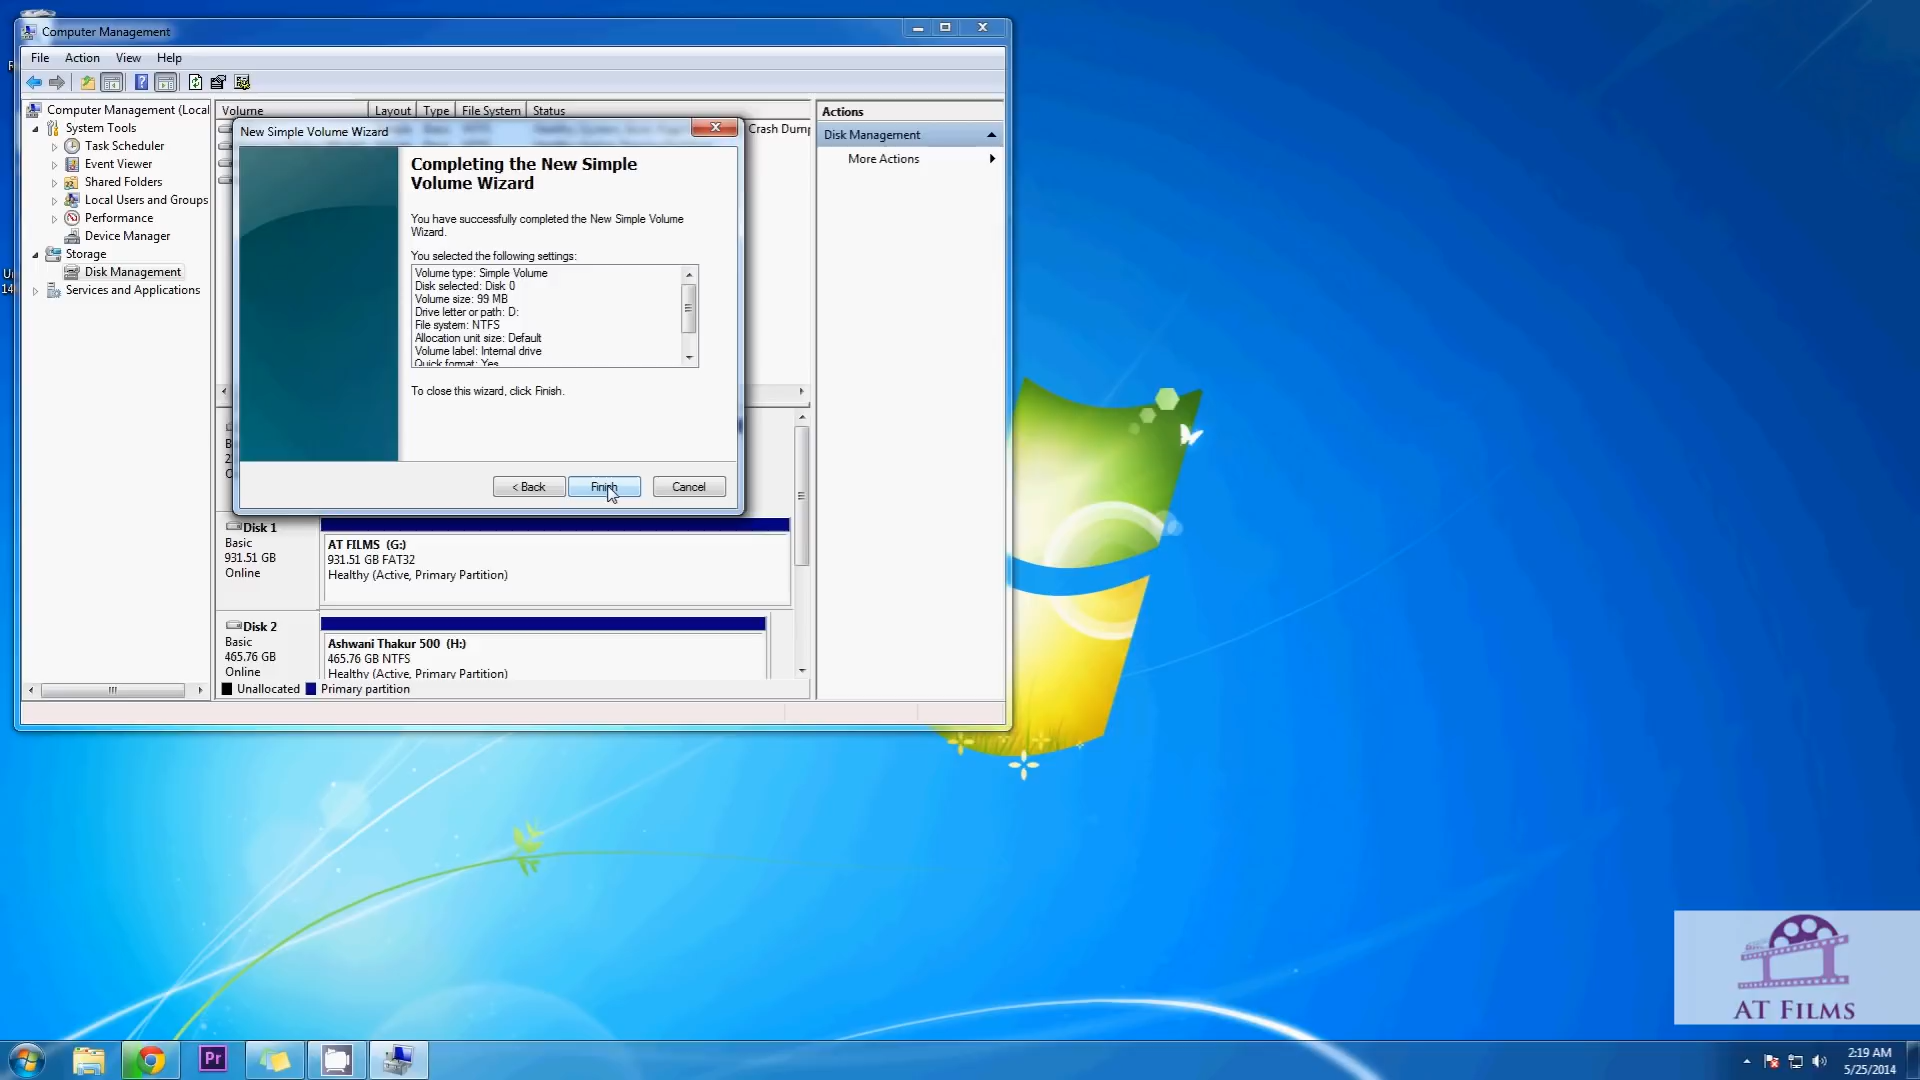 Computer Management
File Action View Help
Computer Management (Local
System Tools
Task Scheduler
Event Viewer
Shared Folders
Local Users and Groups
Performance
Device Manager
Storage
Disk Management
Services and Applications
Volume Layout Type File System Status
Crash Dump
New Simple Volume Wizard
Completing the New Simple
Volume Wizard
You have successfully completed the New Simple Volume
Wizard.
You selected the following settings:
Volume type: Simple Volume
Disk selected: Disk 0
Volume size: 99 MB
Drive letter or path: D:
File system: NTFS
Allocation unit size: Default
Volume label: Internal drive
Quick format: Yes
To close this wizard, click Finish.
< Back Finish Cancel
Disk 1
Basic
931.51 GB
Online
AT FILMS (G:)
931.51 GB FAT32
Healthy (Active, Primary Partition)
Disk 2
Basic
465.76 GB
Online
Ashwani Thakur 500 (H:)
465.76 GB NTFS
Healthy (Active, Primary Partition)
Unallocated Primary partition
Actions
Disk Management
More Actions
AT FILMS
Pr
2:19 AM
5/25/2014